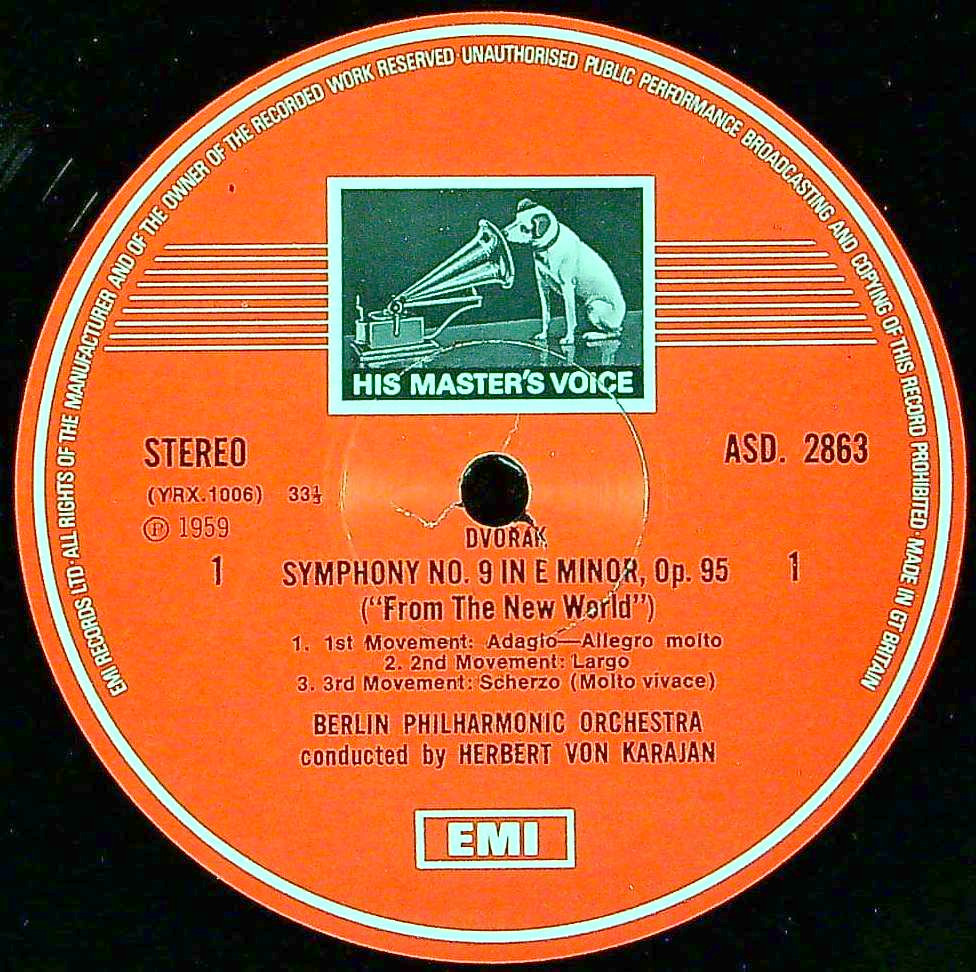 EMI RECORDS LTD · ALL RIGHTS OF THE MANUFACTURER AND OF THE OWNER OF THE RECORDED WORK RESERVED · UNAUTHORISED PUBLIC PERFORMANCE BROADCASTING AND COPYING OF THIS RECORD PROHIBITED · MADE IN GT BRITAIN
HIS MASTER'S VOICE
STEREO
ASD. 2863
(YRX.1006) 33⅓
Ⓟ 1959
DVOŘÁK
1 SYMPHONY NO. 9 IN E MINOR, Op. 95 1
("From The New World")
1. 1st Movement: Adagio—Allegro molto
2. 2nd Movement: Largo
3. 3rd Movement: Scherzo (Molto vivace)
BERLIN PHILHARMONIC ORCHESTRA
conducted by HERBERT VON KARAJAN
EMI